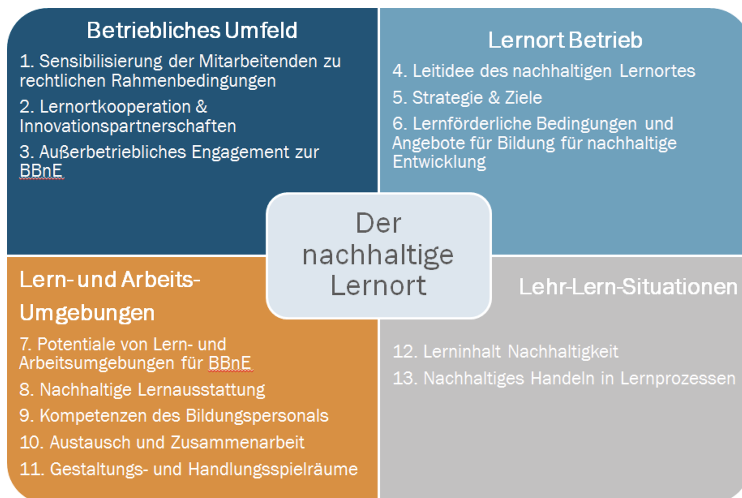 Betriebliches Umfeld
1. Sensibilisierung der Mitarbeitenden zu
rechtlichen Rahmenbedingungen
2. Lernortkooperation &
Innovationspartnerschaften
3. Außerbetriebliches Engagement zur
BBnE
Lernort Betrieb
4. Leitidee des nachhaltigen Lernortes
5. Strategie & Ziele
6. Lernförderliche Bedingungen und
Angebote für Bildung für nachhaltige
Entwicklung
Der
nachhaltige
Lernort
Lern- und Arbeits-
Umgebungen
7. Potentiale von Lern- und
Arbeitsumgebungen für BBnE
8. Nachhaltige Lernausstattung
9. Kompetenzen des Bildungspersonals
10. Austausch und Zusammenarbeit
11. Gestaltungs- und Handlungsspielräume
Lehr-Lern-Situationen
12. Lerninhalt Nachhaltigkeit
13. Nachhaltiges Handeln in Lernprozessen